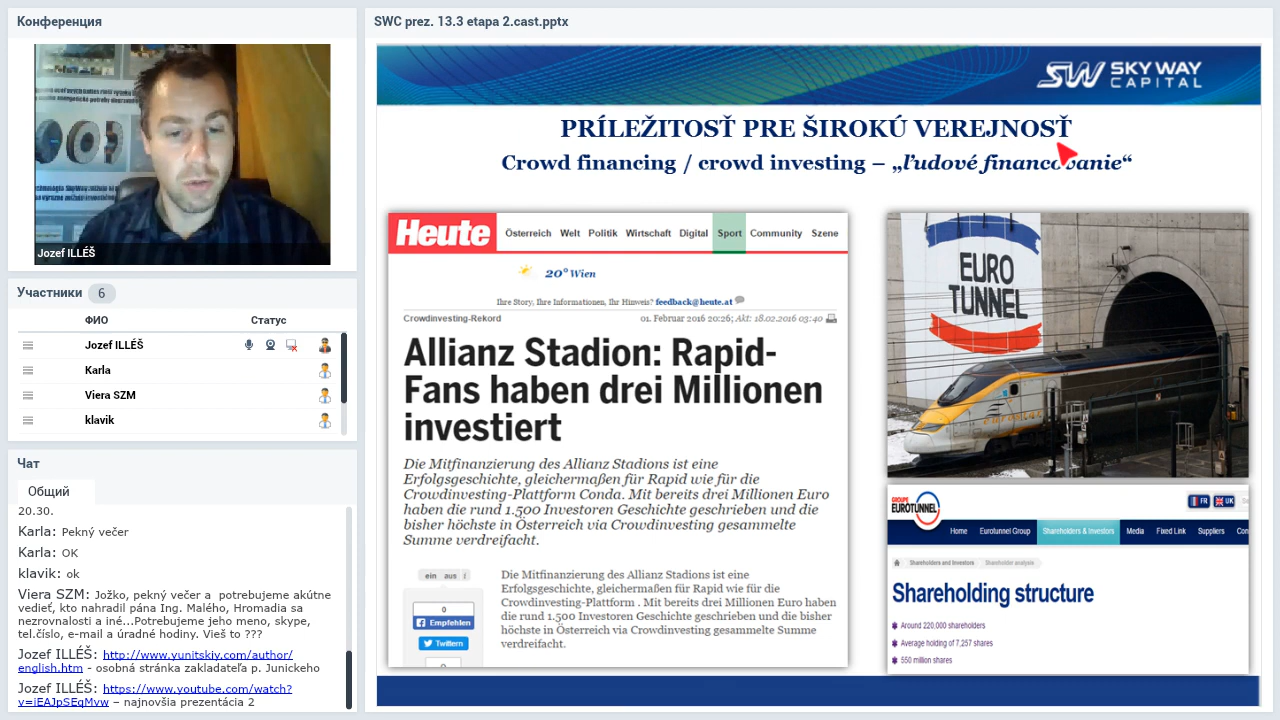 Конференция
Jozef ILLÉŠ
Участники 6
ФИО Статус
Jozef ILLÉŠ
Karla
Viera SZM
klavik
Чат
Общий
20.30.
Karla: Pekný večer
Karla: OK
klavik: ok
Viera SZM: Jožko, pekný večer a potrebujeme akútne
vedieť, kto nahradil pána Ing. Malého, Hromadia sa
nezrovnalosti a iné...Potrebujeme jeho meno, skype,
tel.číslo, e-mail a úradné hodiny. Vieš to ???
Jozef ILLÉŠ: http://www.yunitskiy.com/author/
english.htm - osobná stránka zakladateľa p. Junickeho
Jozef ILLÉŠ: https://www.youtube.com/watch?
v=iEAJpSEqMvw – najnovšia prezentácia 2
SWC prez. 13.3 etapa 2.cast.pptx
SW SKY WAY
CAPITAL
PRÍLEŽITOSŤ PRE ŠIROKÚ VEREJNOSŤ
Crowd financing / crowd investing – „ľudové financovanie“
Heute Österreich Welt Politik Wirtschaft Digital Sport Community Szene
20° Wien
Ihre Story, Ihre Informationen, Ihr Hinweis? feedback@heute.at
Crowdinvesting-Rekord 01. Februar 2016 20:26; Akt: 18.02.2016 03:40
Allianz Stadion: Rapid-
Fans haben drei Millionen
investiert
Die Mitfinanzierung des Allianz Stadions ist eine
Erfolgsgeschichte, gleichermaßen für Rapid wie für die
Crowdinvesting-Plattform Conda. Mit bereits drei Millionen Euro
haben die rund 1.500 Investoren Geschichte geschrieben und die
bisher höchste in Österreich via Crowdinvesting gesammelte
Summe verdreifacht.
ein aus
0
Empfehlen
Twittern
Die Mitfinanzierung des Allianz Stadions ist eine
Erfolgsgeschichte, gleichermaßen für Rapid wie für die
Crowdinvesting-Plattform . Mit bereits drei Millionen Euro haben
die rund 1.500 Investoren Geschichte geschrieben und die bisher
höchste in Österreich via Crowdinvesting gesammelte Summe
verdreifacht.
EURO
TUNNEL
GROUPE
EUROTUNNEL
FR UK
Home Eurotunnel Group Shareholders & Investors Media Fixed Link Suppliers Con
Shareholders and Investors Shareholder analysis
Shareholding structure
Around 220,000 shareholders
Average holding of 7,257 shares
550 million shares